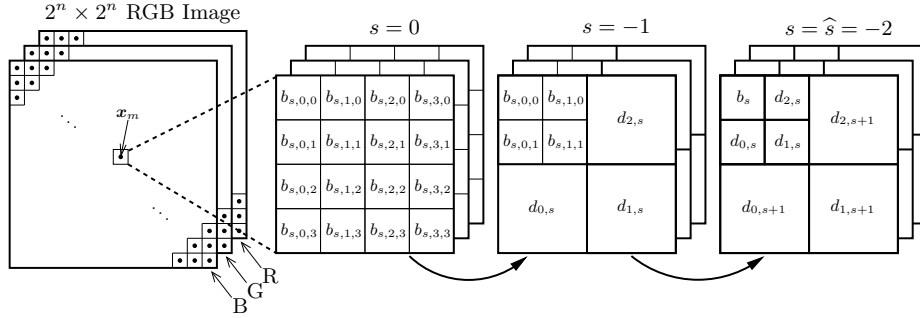 2ⁿ × 2ⁿ RGB Image
x_m
. . .
. . .
R
G
B
s = 0
b_{s,0,0} b_{s,1,0} b_{s,2,0} b_{s,3,0}
b_{s,0,1} b_{s,1,1} b_{s,2,1} b_{s,3,1}
b_{s,0,2} b_{s,1,2} b_{s,2,2} b_{s,3,2}
b_{s,0,3} b_{s,1,3} b_{s,2,3} b_{s,3,3}
s = −1
b_{s,0,0} b_{s,1,0}
d_{2,s}
b_{s,0,1} b_{s,1,1}
d_{0,s} d_{1,s}
s = ŝ = −2
b_s d_{2,s}
d_{2,s+1}
d_{0,s} d_{1,s}
d_{0,s+1} d_{1,s+1}